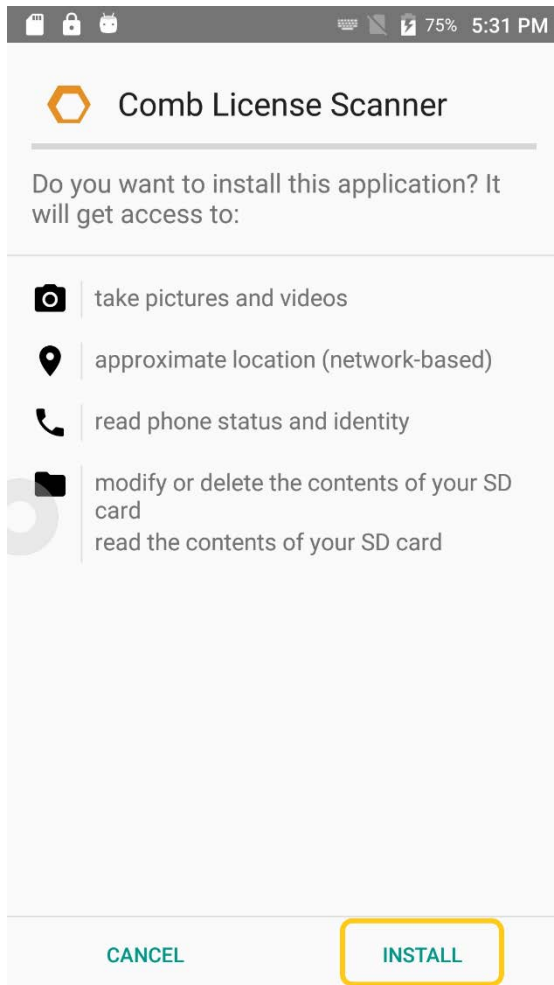 75% 5:31 PM
Comb License Scanner
Do you want to install this application? It
will get access to:
take pictures and videos
approximate location (network-based)
read phone status and identity
modify or delete the contents of your SD
card
read the contents of your SD card
CANCEL INSTALL